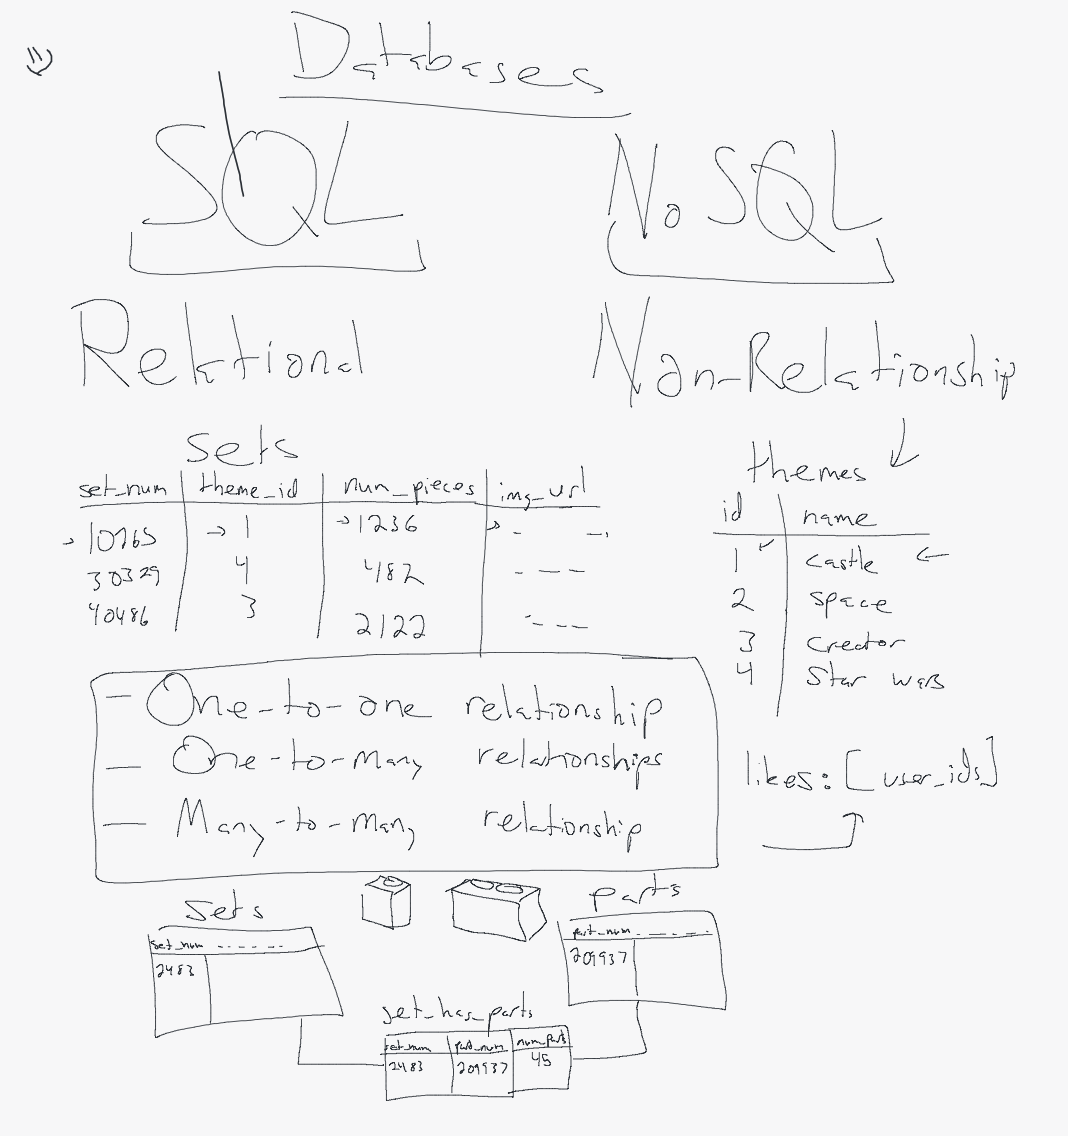 Databases
SQL
NoSQL
Relational
Non-Relationship
sets
set_num theme_id num_pieces img_url
10765 1 1236
30329 4 482
40486 3 2122
themes
id name
1 castle
2 space
3 creator
4 Star wars
- One-to-one relationship
- One-to-many relationships
- Many-to-many relationship
likes: [user_ids]
Sets
set_num
2483
parts
part_num
209937
set_has_parts
set_num part_num num_parts
2483 209937 45